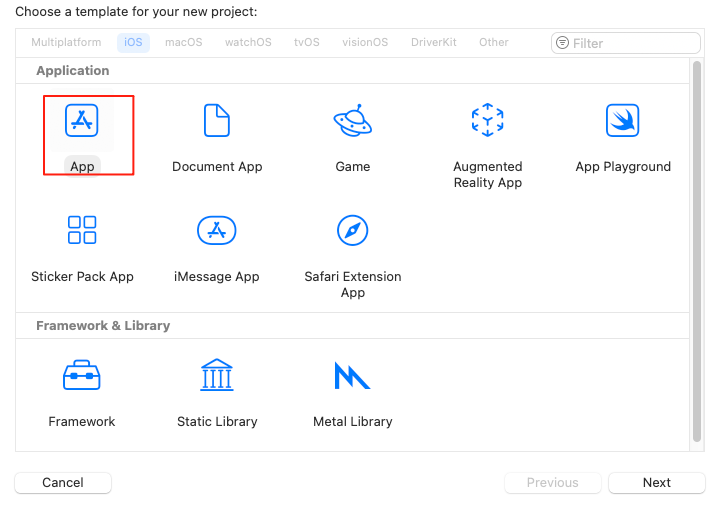 Choose a template for your new project:
Multiplatform iOS macOS watchOS tvOS visionOS DriverKit Other Filter
Application
App Document App Game Augmented Reality App App Playground
Sticker Pack App iMessage App Safari Extension App
Framework & Library
Framework Static Library Metal Library
Cancel Previous Next